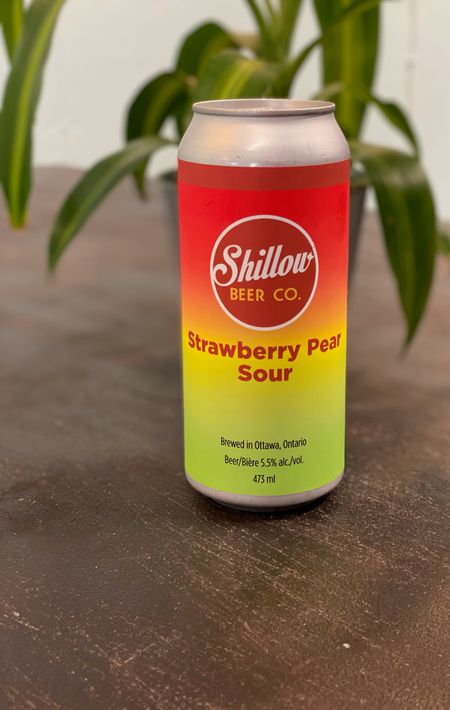 Shillow
BEER CO.
Strawberry Pear
Sour
Brewed in Ottawa, Ontario
Beer/Bière 5.5% alc./vol.
473 ml